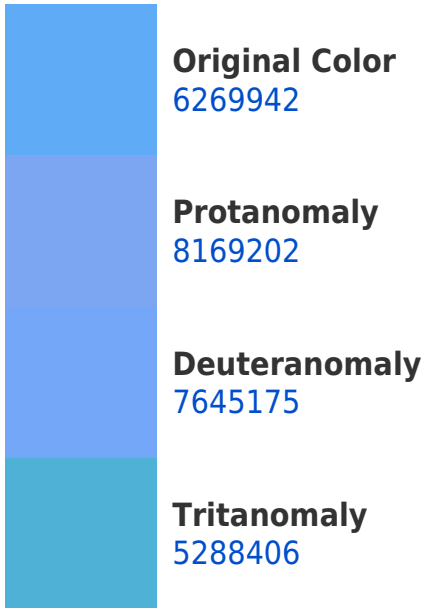 Original Color
6269942
Protanomaly
8169202
Deuteranomaly
7645175
Tritanomaly
5288406